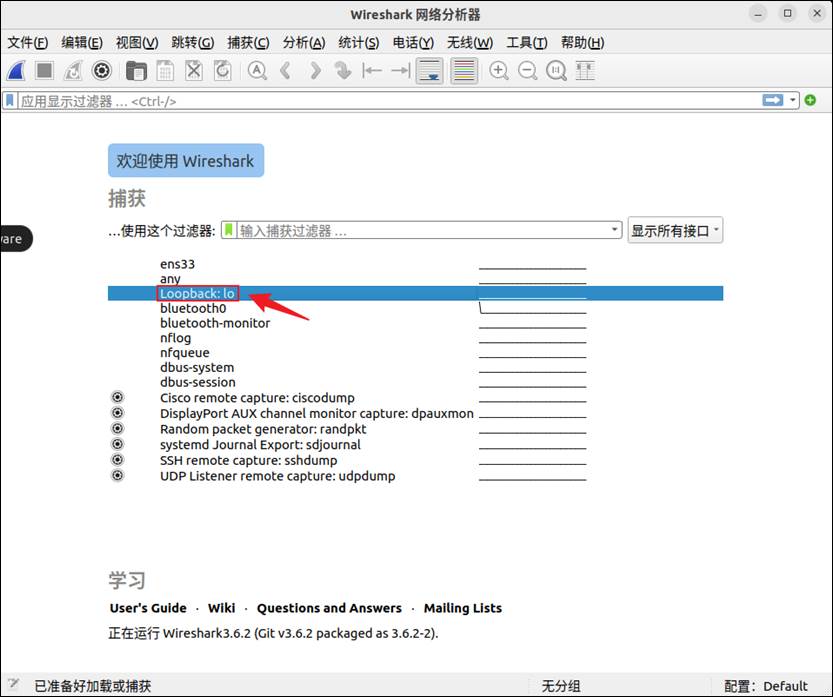 Wireshark 网络分析器
文件(F) 编辑(E) 视图(V) 跳转(G) 捕获(C) 分析(A) 统计(S) 电话(Y) 无线(W) 工具(T) 帮助(H)
应用显示过滤器 … <Ctrl-/>
欢迎使用 Wireshark
捕获
…使用这个过滤器: 输入捕获过滤器 … 显示所有接口
ware
ens33
any
Loopback: lo
bluetooth0
bluetooth-monitor
nflog
nfqueue
dbus-system
dbus-session
Cisco remote capture: ciscodump
DisplayPort AUX channel monitor capture: dpauxmon
Random packet generator: randpkt
systemd Journal Export: sdjournal
SSH remote capture: sshdump
UDP Listener remote capture: udpdump
学习
User's Guide · Wiki · Questions and Answers · Mailing Lists
正在运行 Wireshark3.6.2 (Git v3.6.2 packaged as 3.6.2-2).
已准备好加载或捕获 无分组 配置: Default